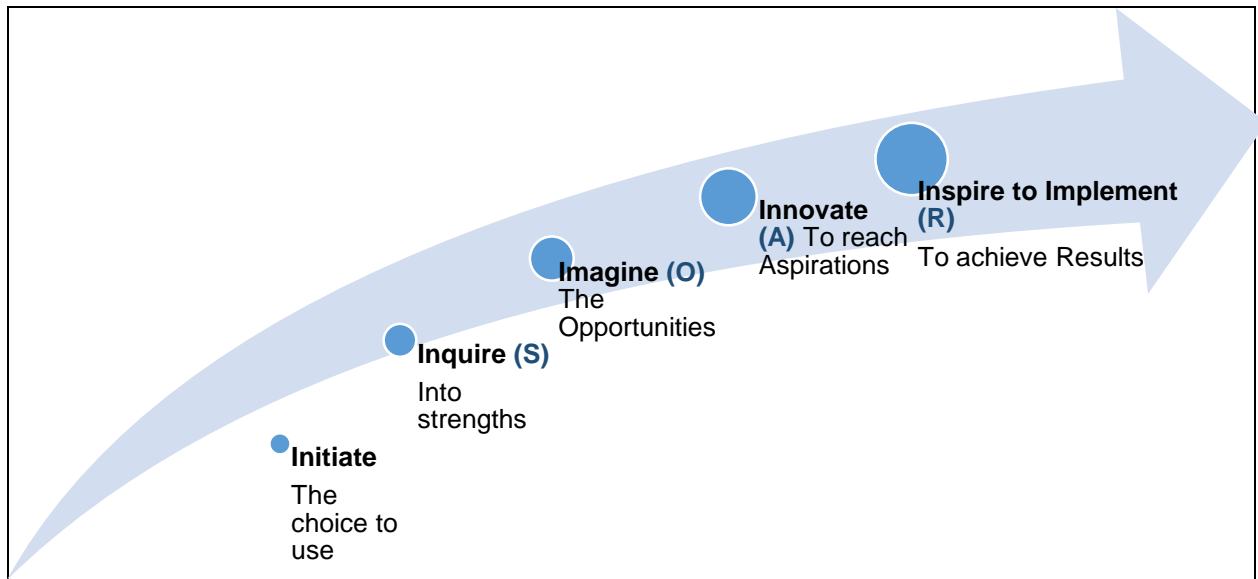 Initiate
The
choice to
use
Inquire (S)
Into
strengths
Imagine (O)
The
Opportunities
Innovate
(A) To reach
Aspirations
Inspire to Implement
(R)
To achieve Results